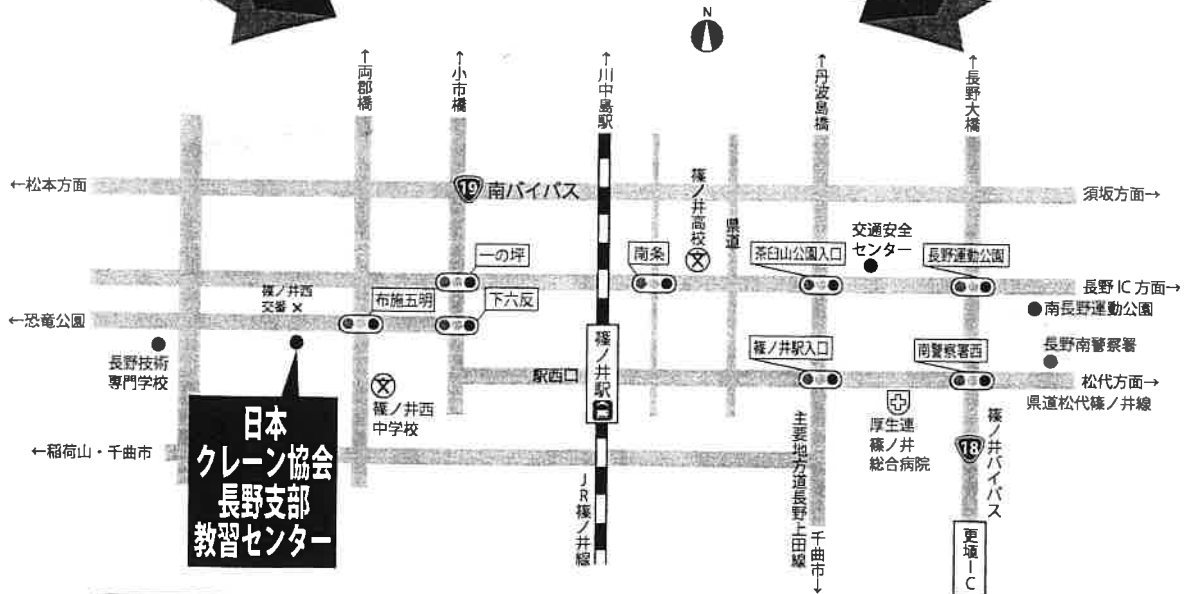 N
↑両郡橋
↑小市橋
↑川中島駅
↑丹波島橋
↑長野大橋
←松本方面
19 南バイパス
須坂方面→
篠ノ井高校
県道
交通安全
センター
一の坪
南条
茶臼山公園入口
長野運動公園
長野IC方面→
南長野運動公園
篠ノ井西
交番
布施五明
下六反
←恐竜公園
長野技術
専門学校
篠ノ井駅
篠ノ井駅入口
南警察署西
長野南警察署
駅西口
松代方面→
県道松代篠ノ井線
篠ノ井西
中学校
厚生連
篠ノ井
総合病院
日本
クレーン協会
長野支部
教習センター
←稲荷山・千曲市
JR篠ノ井線
主要地方道長野上田線
千曲市→
18
篠ノ井バイパス
更埴IC